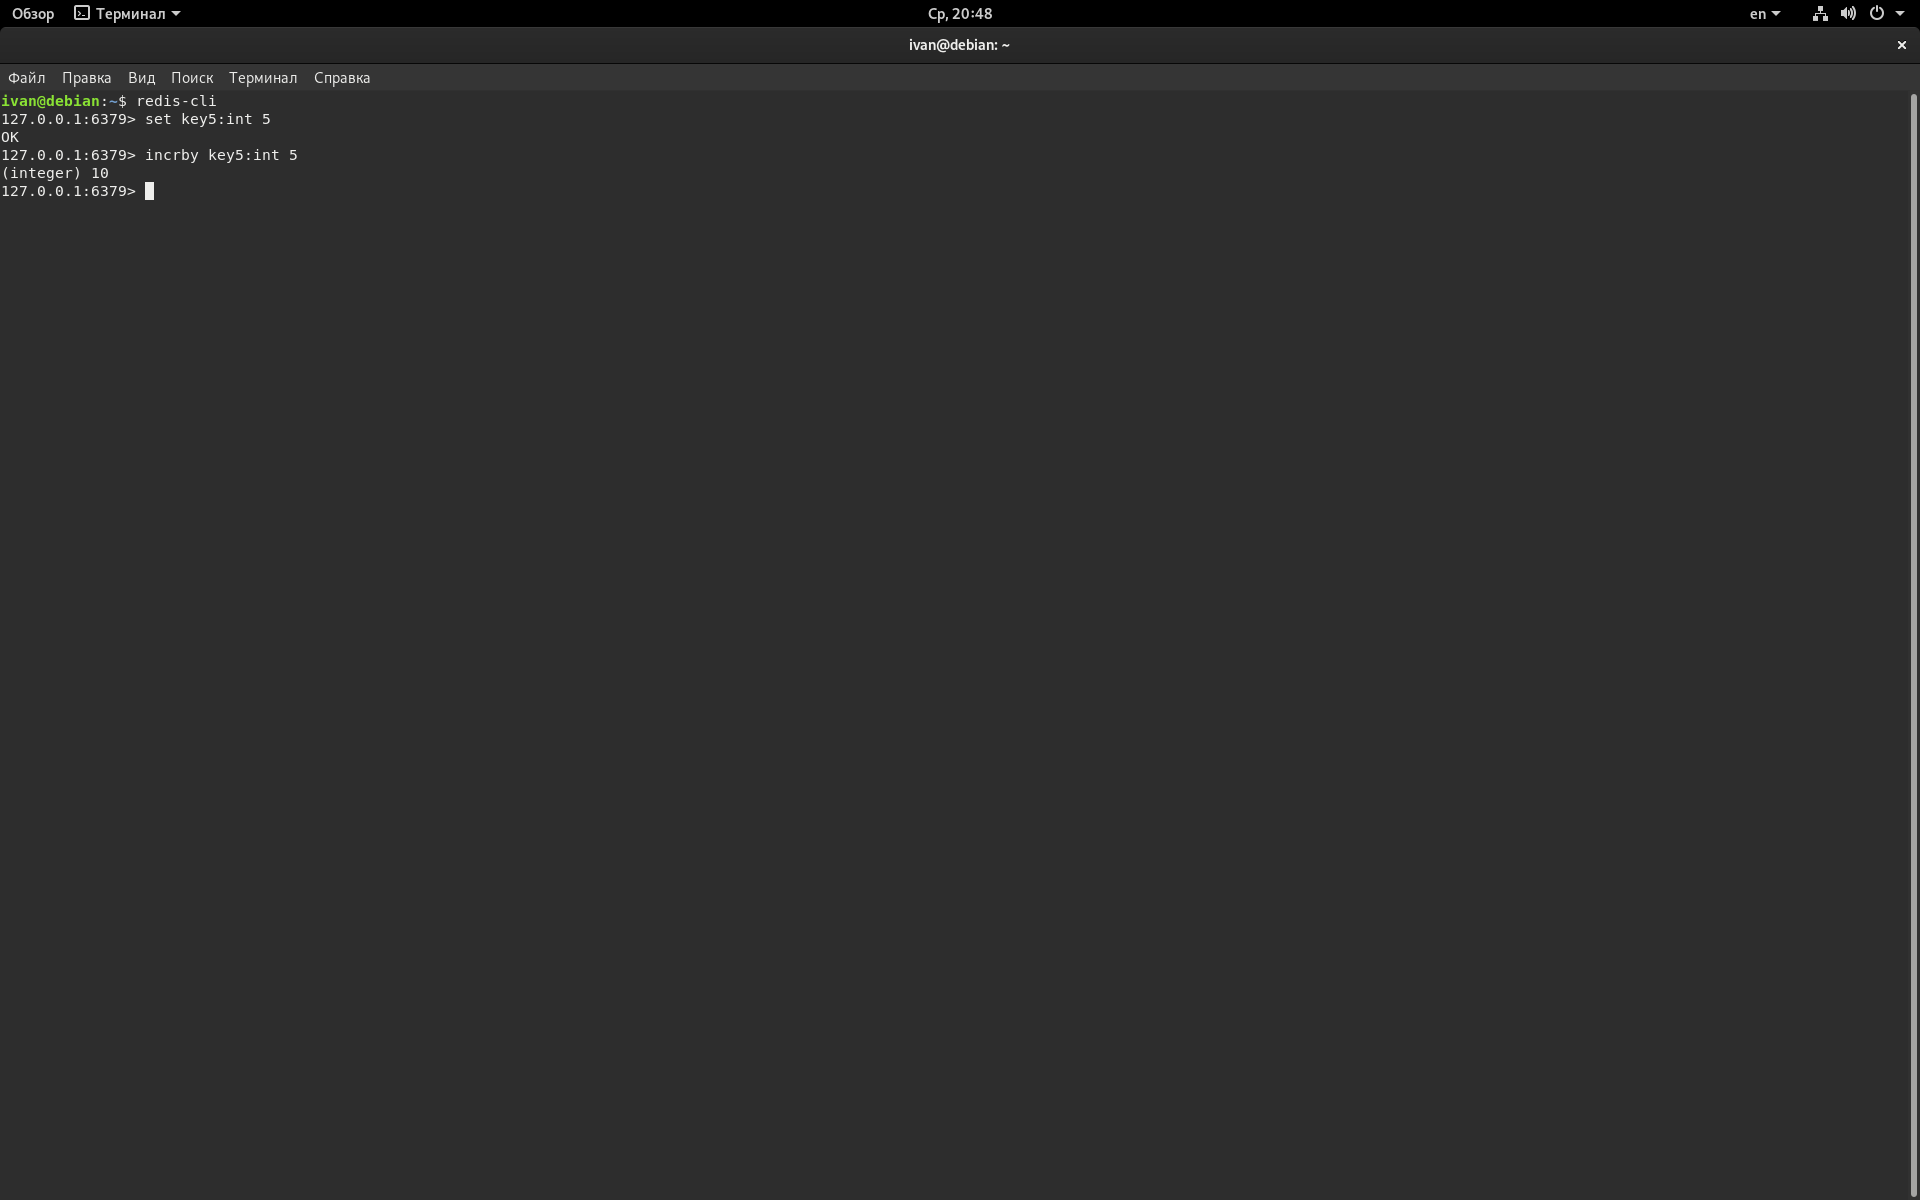 Обзор Терминал Ср, 20:48 en
ivan@debian: ~
Файл Правка Вид Поиск Терминал Справка
ivan@debian:~$ redis-cli
127.0.0.1:6379> set key5:int 5
OK
127.0.0.1:6379> incrby key5:int 5
(integer) 10
127.0.0.1:6379>